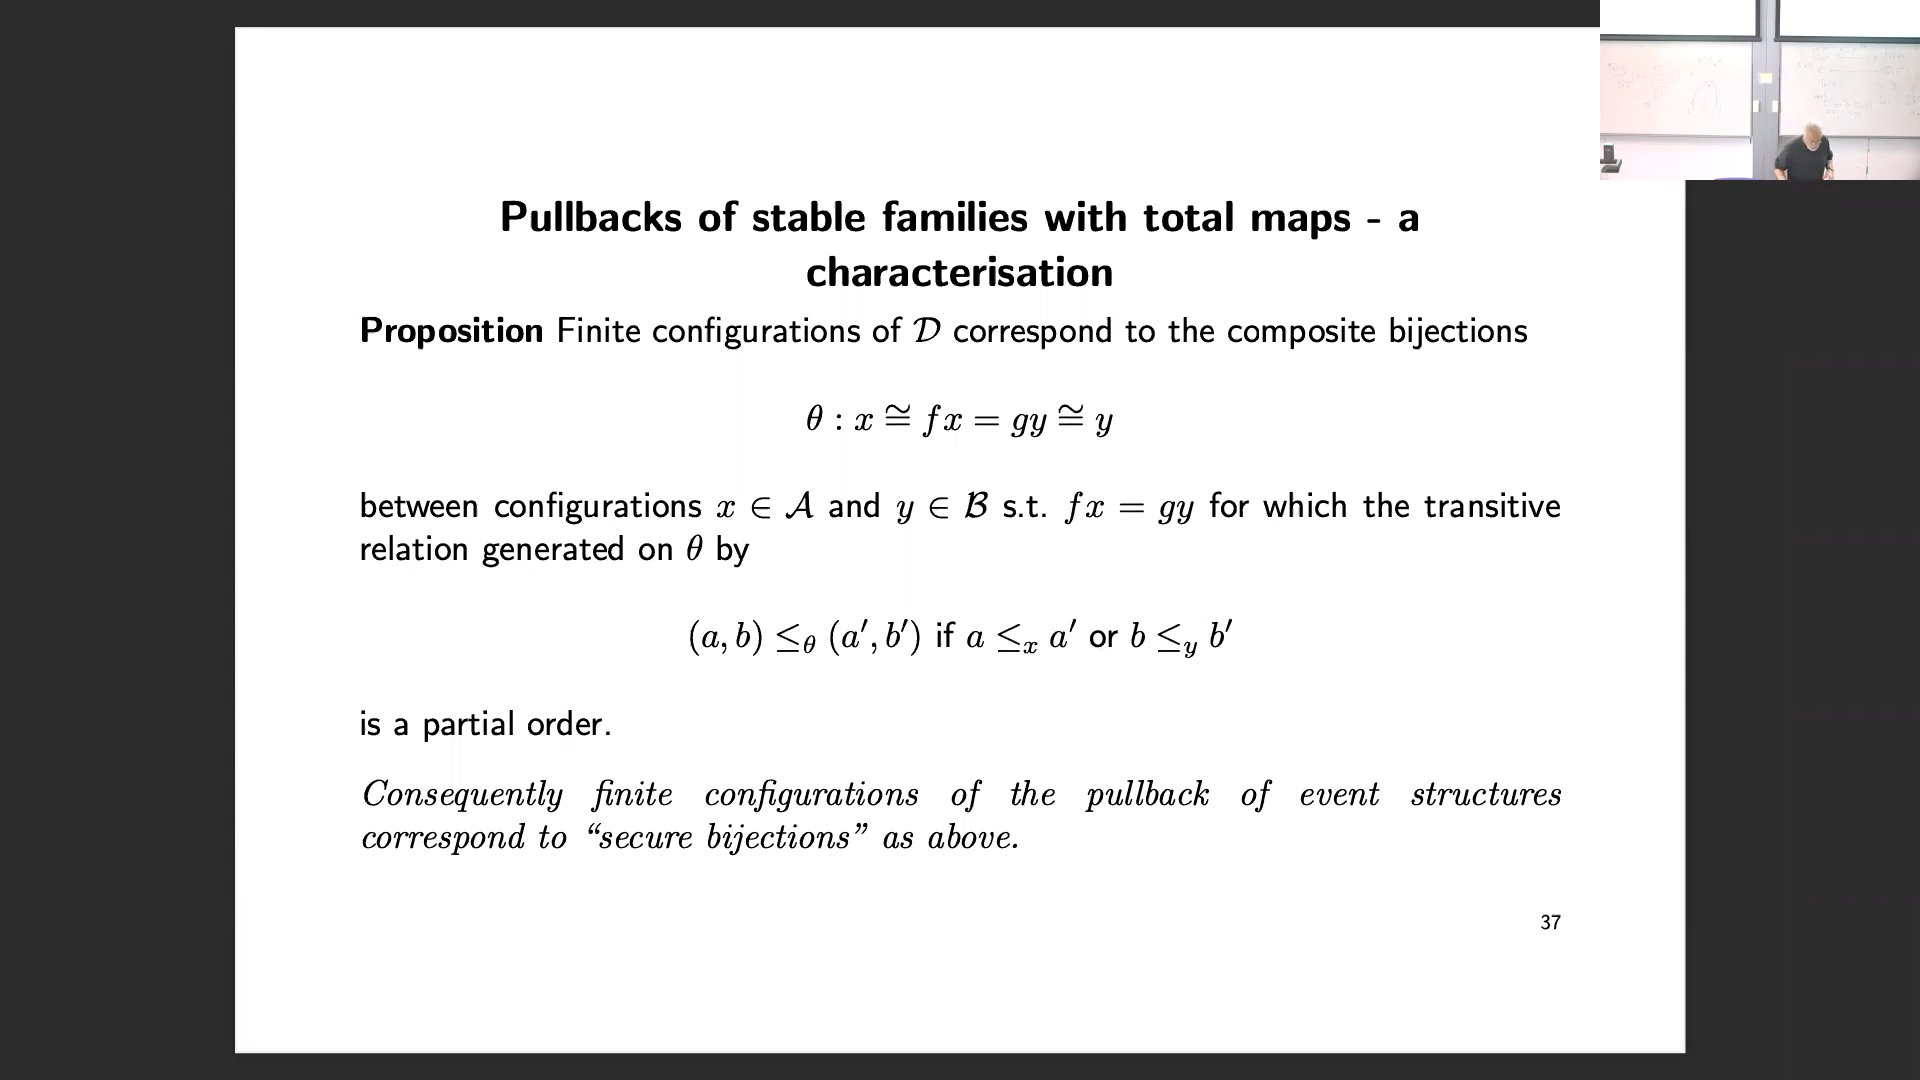 Pullbacks of stable families with total maps - a
characterisation
Proposition Finite configurations of 𝒟 correspond to the composite bijections
θ : x ≅ fx = gy ≅ y
between configurations x ∈ 𝒜 and y ∈ ℬ s.t. fx = gy for which the transitive
relation generated on θ by
(a, b) ≤_θ (a′, b′) if a ≤_x a′ or b ≤_y b′
is a partial order.
Consequently finite configurations of the pullback of event structures
correspond to “secure bijections” as above.
37